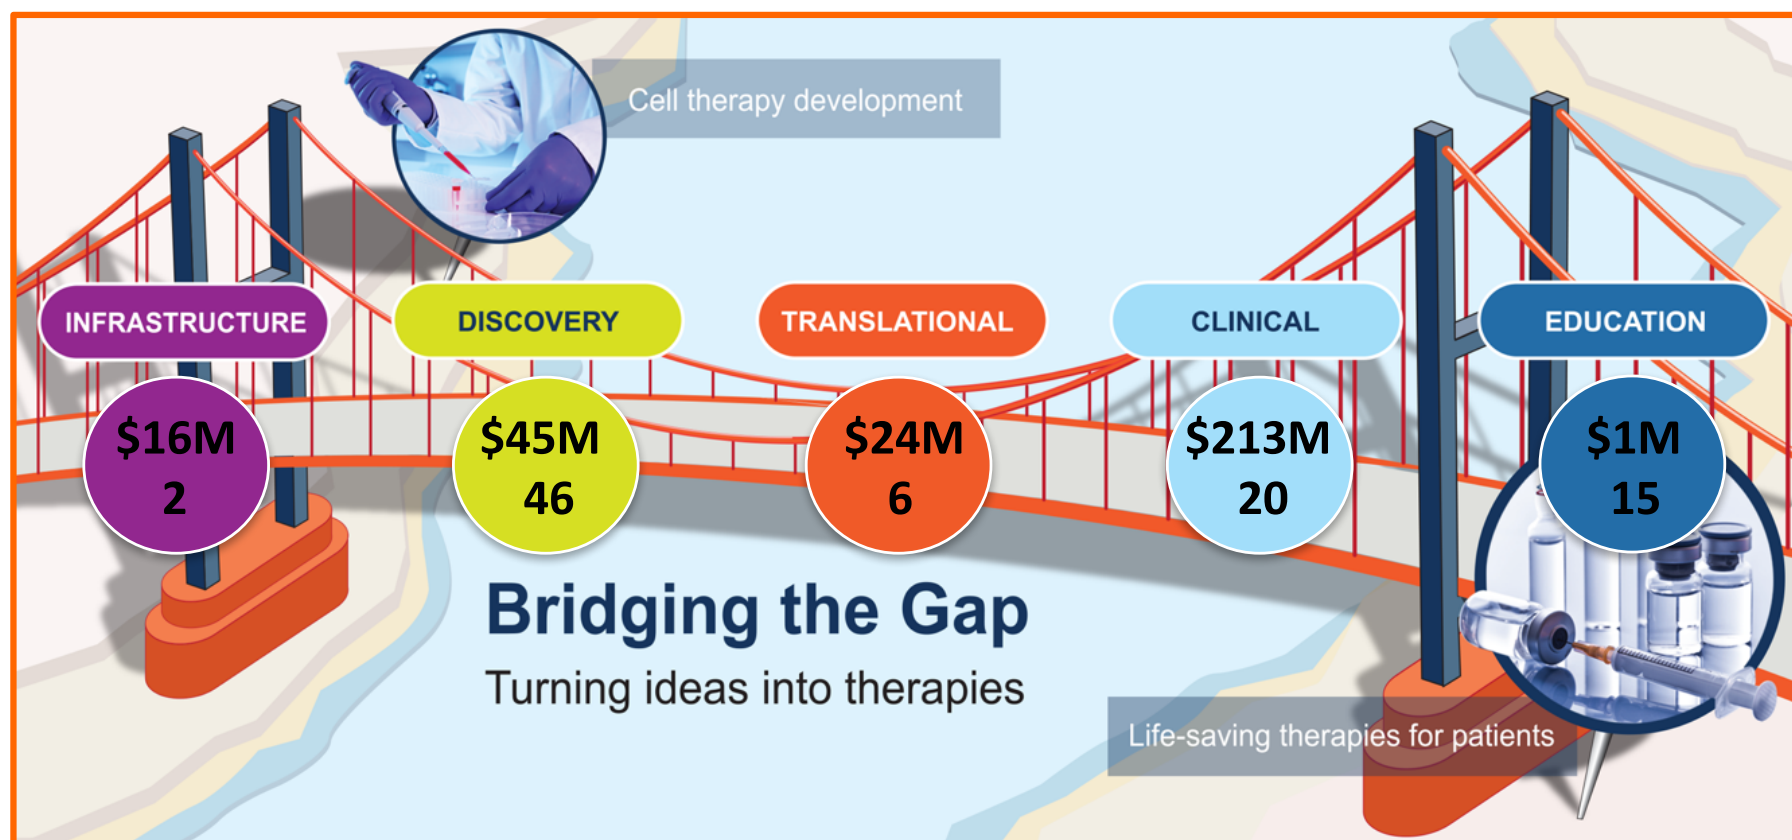 Cell therapy development
INFRASTRUCTURE
DISCOVERY
TRANSLATIONAL
CLINICAL
EDUCATION
$16M
2
$45M
46
$24M
6
$213M
20
$1M
15
Bridging the Gap
Turning ideas into therapies
Life-saving therapies for patients